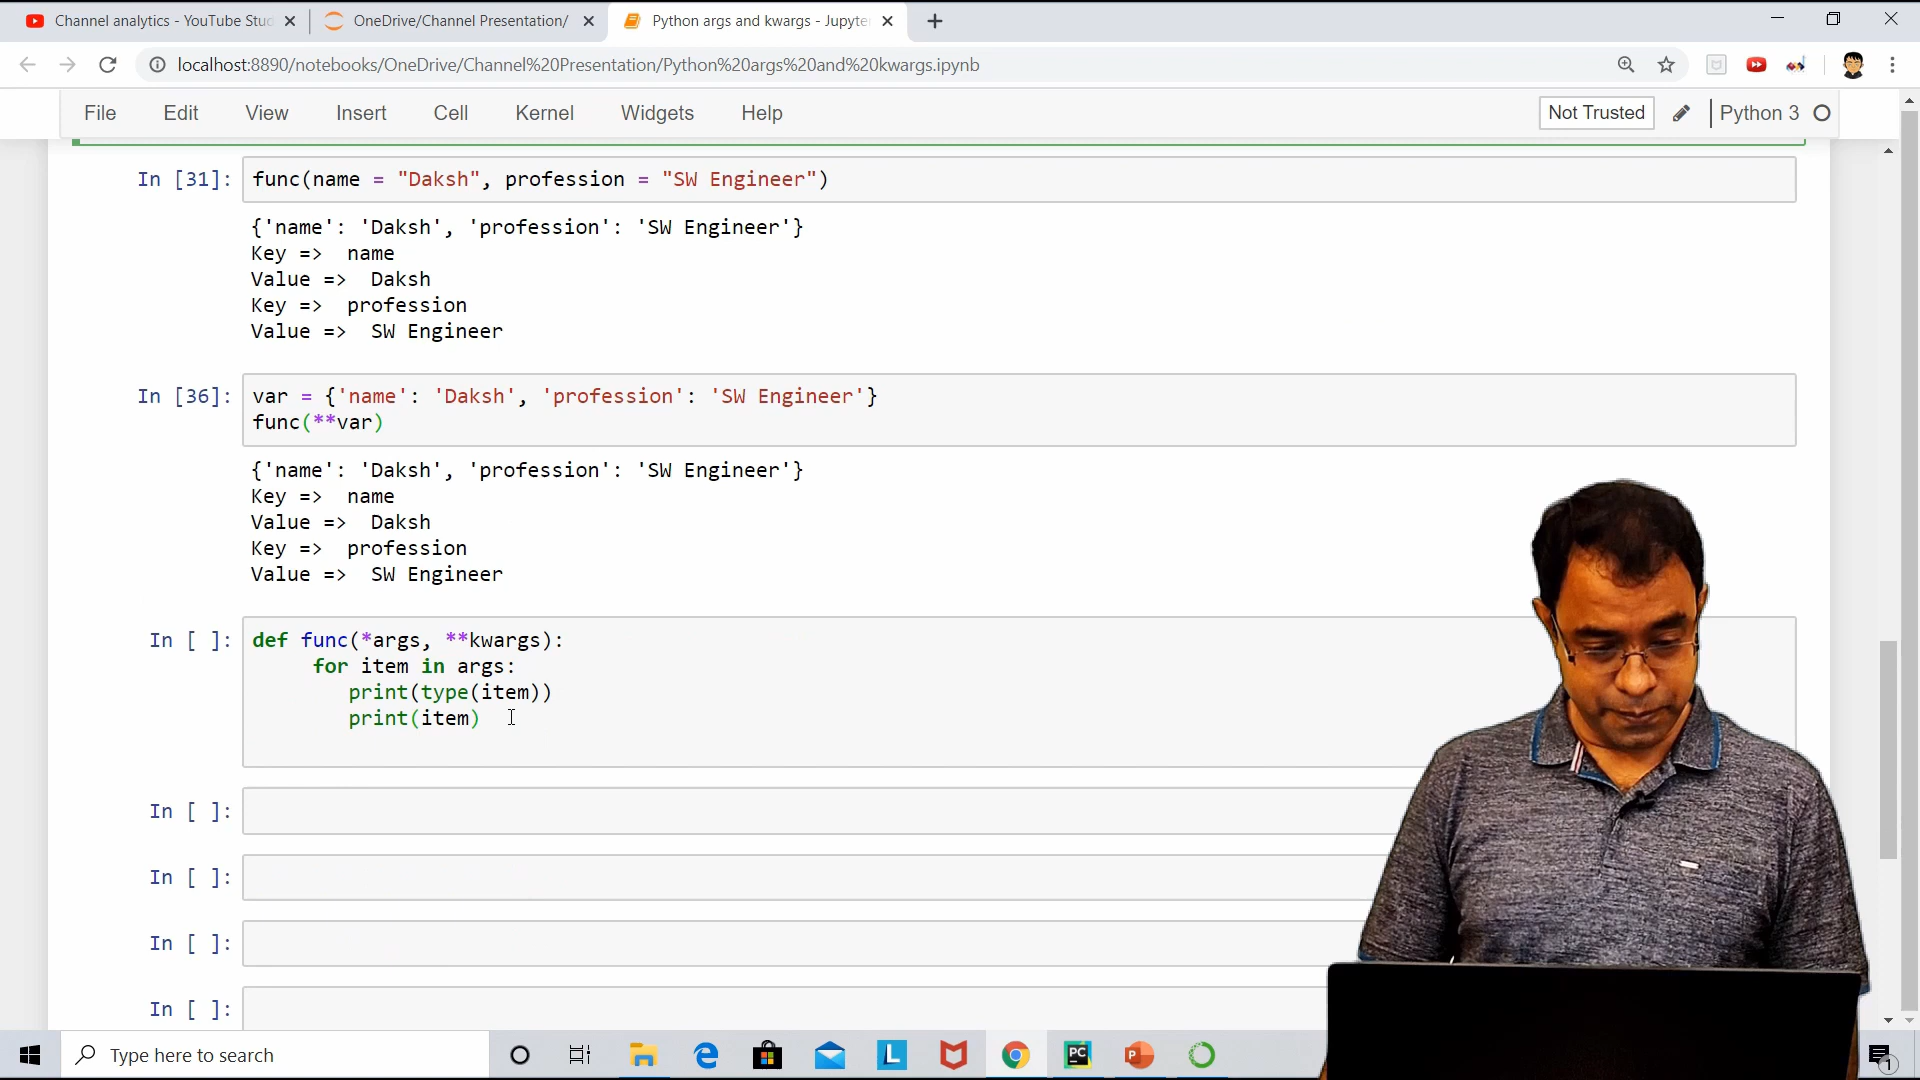 Channel analytics - YouTube Stud
OneDrive/Channel Presentation/
Python args and kwargs - Jupyte
localhost:8890/notebooks/OneDrive/Channel%20Presentation/Python%20args%20and%20kwargs.ipynb
File Edit View Insert Cell Kernel Widgets Help
Not Trusted
Python 3
In [31]: func(name = "Daksh", profession = "SW Engineer")
{'name': 'Daksh', 'profession': 'SW Engineer'}
Key => name
Value => Daksh
Key => profession
Value => SW Engineer
In [36]: var = {'name': 'Daksh', 'profession': 'SW Engineer'}
func(**var)
{'name': 'Daksh', 'profession': 'SW Engineer'}
Key => name
Value => Daksh
Key => profession
Value => SW Engineer
In [ ]: def func(*args, **kwargs):
for item in args:
print(type(item))
print(item)
In [ ]:
In [ ]:
In [ ]:
In [ ]:
Type here to search
L
PC
P
1